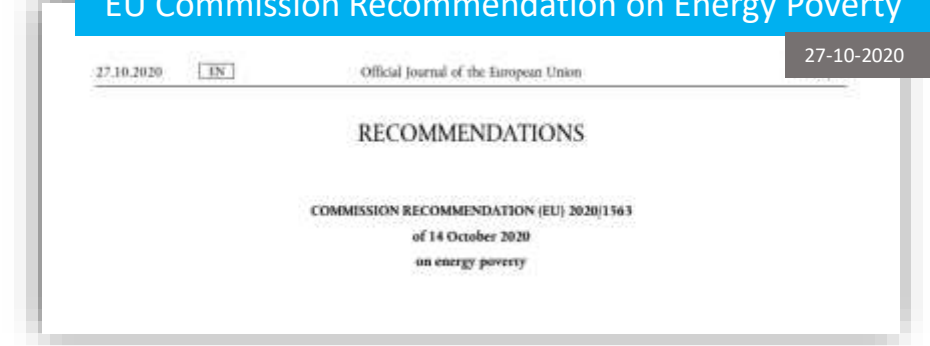 EU Commission Recommendation on Energy Poverty
27-10-2020
27.10.2020 EN Official Journal of the European Union
RECOMMENDATIONS
COMMISSION RECOMMENDATION (EU) 2020/1563
of 14 October 2020
on energy poverty